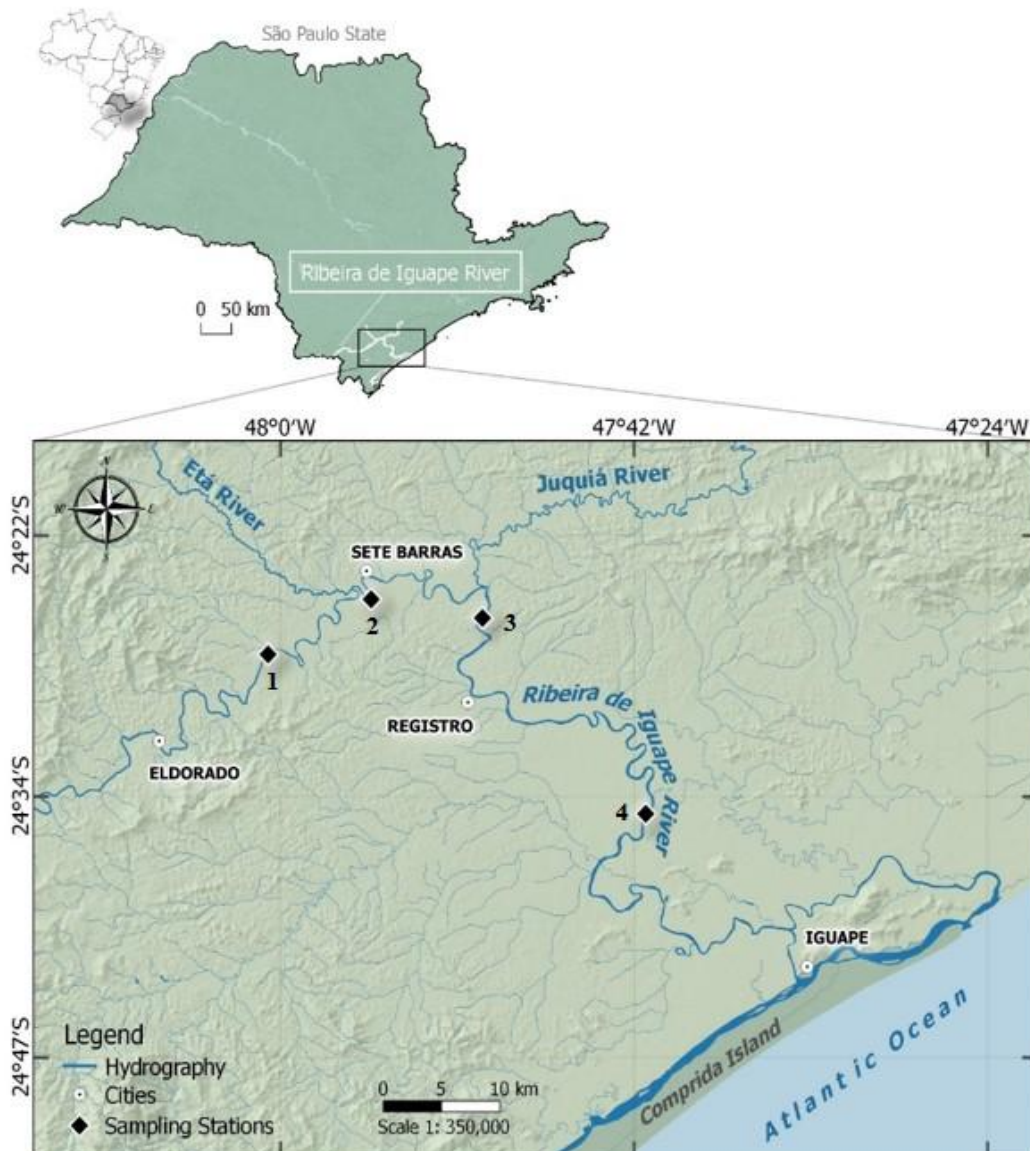 São Paulo State
Ribeira de Iguape River
0 50 km
48°0'W
47°42'W
47°24'W
24°22'S
24°34'S
24°47'S
N
W
E
S
Etá River
Juquiá River
SETE BARRAS
2
3
1
Ribeira de Iguape River
REGISTRO
ELDORADO
4
IGUAPE
Comprida Island
Atlantic Ocean
Legend
Hydrography
Cities
Sampling Stations
0 5 10 km
Scale 1: 350,000